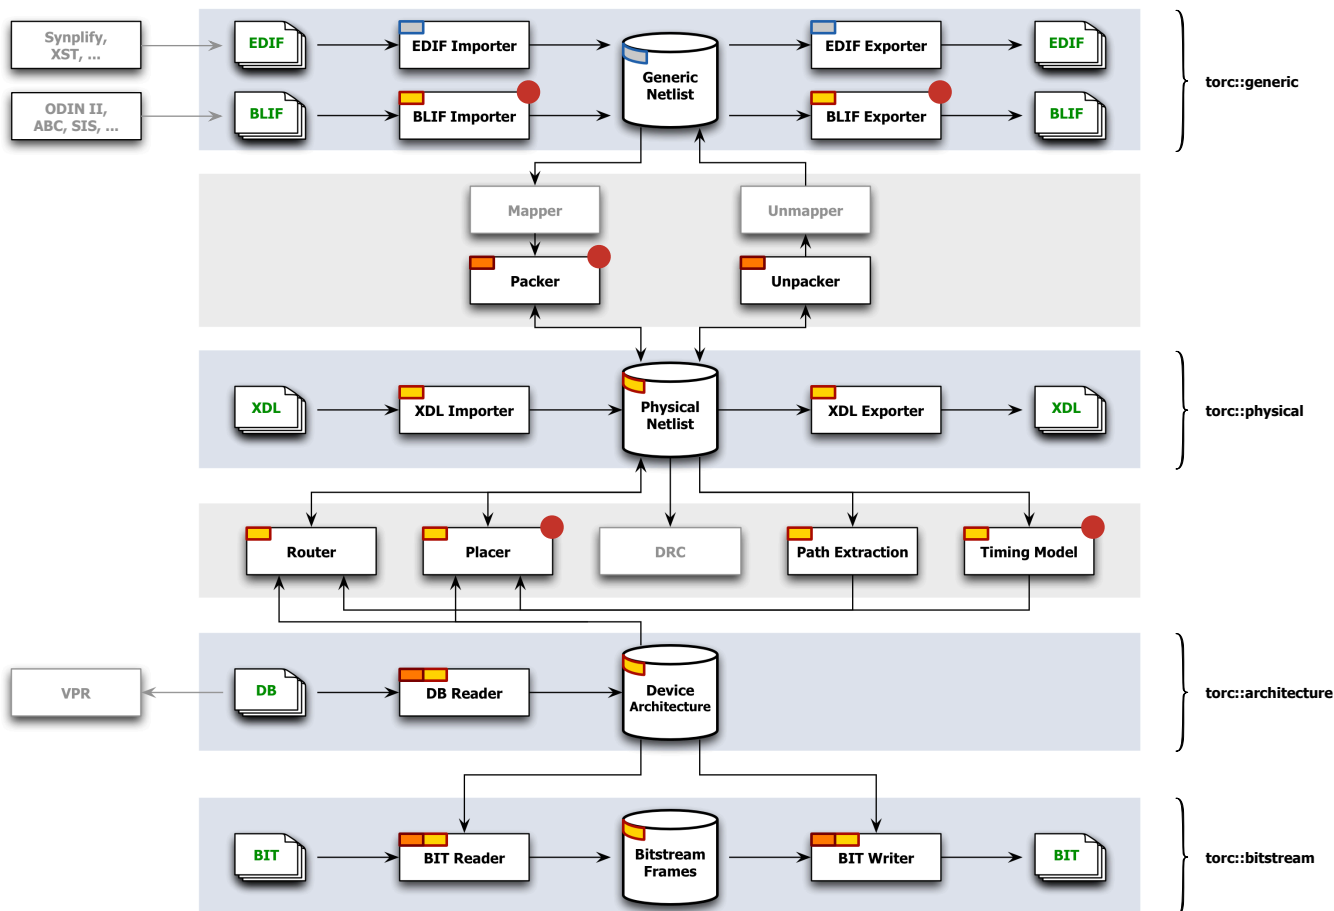 Synplify,
XST, ...
EDIF
EDIF Importer
Generic
Netlist
EDIF Exporter
EDIF
torc::generic
ODIN II,
ABC, SIS, ...
BLIF
BLIF Importer
BLIF Exporter
BLIF
Mapper
Unmapper
Packer
Unpacker
XDL
XDL Importer
Physical
Netlist
XDL Exporter
XDL
torc::physical
Router
Placer
DRC
Path Extraction
Timing Model
VPR
DB
DB Reader
Device
Architecture
torc::architecture
BIT
BIT Reader
Bitstream
Frames
BIT Writer
BIT
torc::bitstream